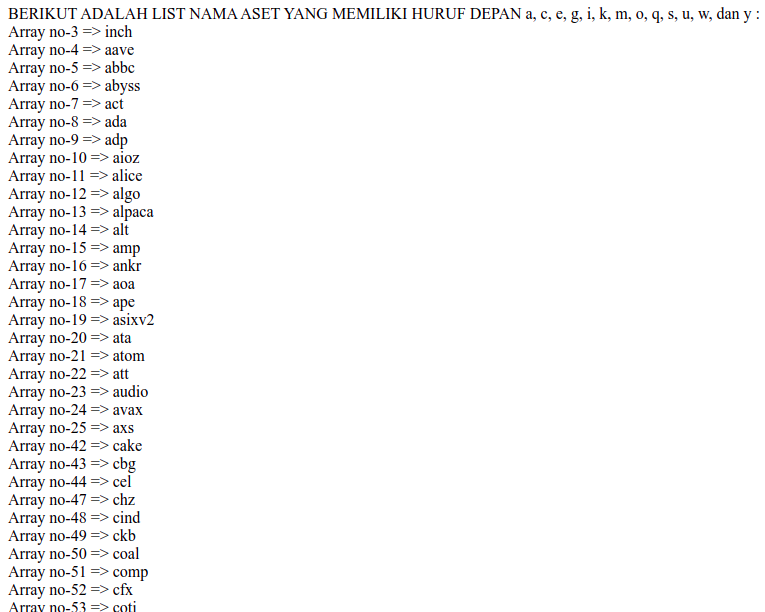 BERIKUT ADALAH LIST NAMA ASET YANG MEMILIKI HURUF DEPAN a, c, e, g, i, k, m, o, q, s, u, w, dan y :
Array no-3 => inch
Array no-4 => aave
Array no-5 => abbc
Array no-6 => abyss
Array no-7 => act
Array no-8 => ada
Array no-9 => adp
Array no-10 => aioz
Array no-11 => alice
Array no-12 => algo
Array no-13 => alpaca
Array no-14 => alt
Array no-15 => amp
Array no-16 => ankr
Array no-17 => aoa
Array no-18 => ape
Array no-19 => asixv2
Array no-20 => ata
Array no-21 => atom
Array no-22 => att
Array no-23 => audio
Array no-24 => avax
Array no-25 => axs
Array no-42 => cake
Array no-43 => cbg
Array no-44 => cel
Array no-47 => chz
Array no-48 => cind
Array no-49 => ckb
Array no-50 => coal
Array no-51 => comp
Array no-52 => cfx
Array no-53 => coti